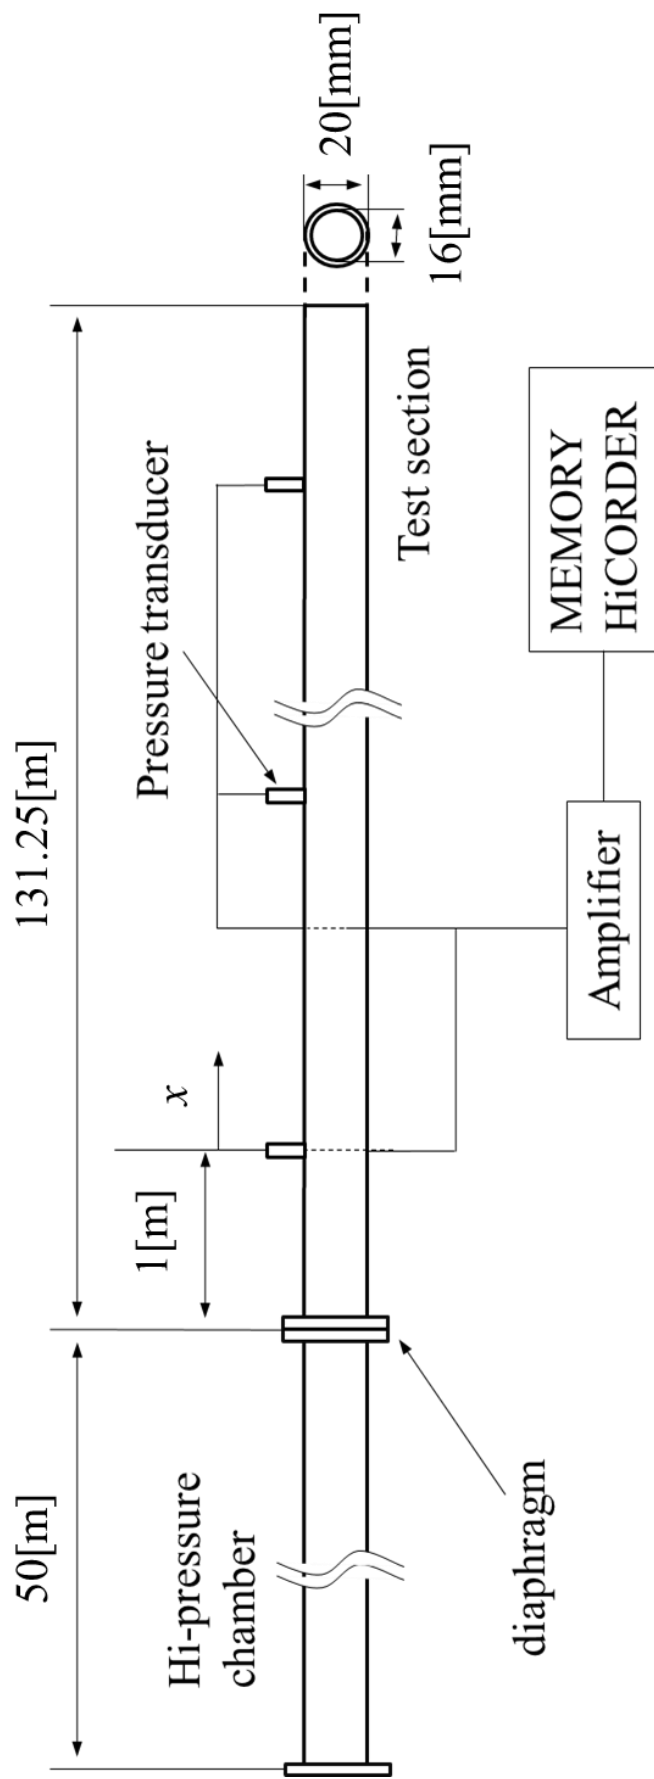 50[m]
131.25[m]
Hi-pressure
chamber
1[m]
x
Pressure transducer
20[mm]
16[mm]
diaphragm
Test section
Amplifier
MEMORY
HiCORDER